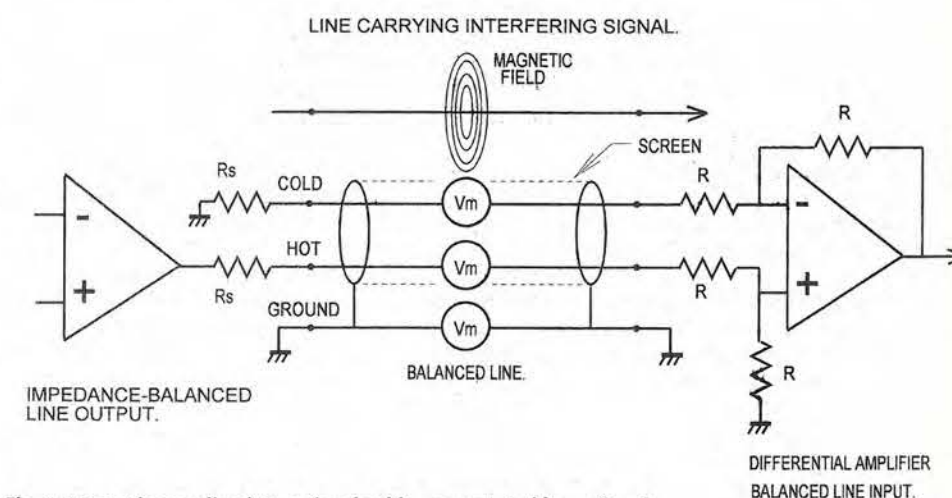 LINE CARRYING INTERFERING SIGNAL.
MAGNETIC
FIELD
R
SCREEN
Rs
COLD
Vm
R
-
-
HOT
Vm
+
Rs
R
+
GROUND
Vm
R
BALANCED LINE.
IMPEDANCE-BALANCED
LINE OUTPUT.
DIFFERENTIAL AMPLIFIER
BALANCED LINE INPUT.